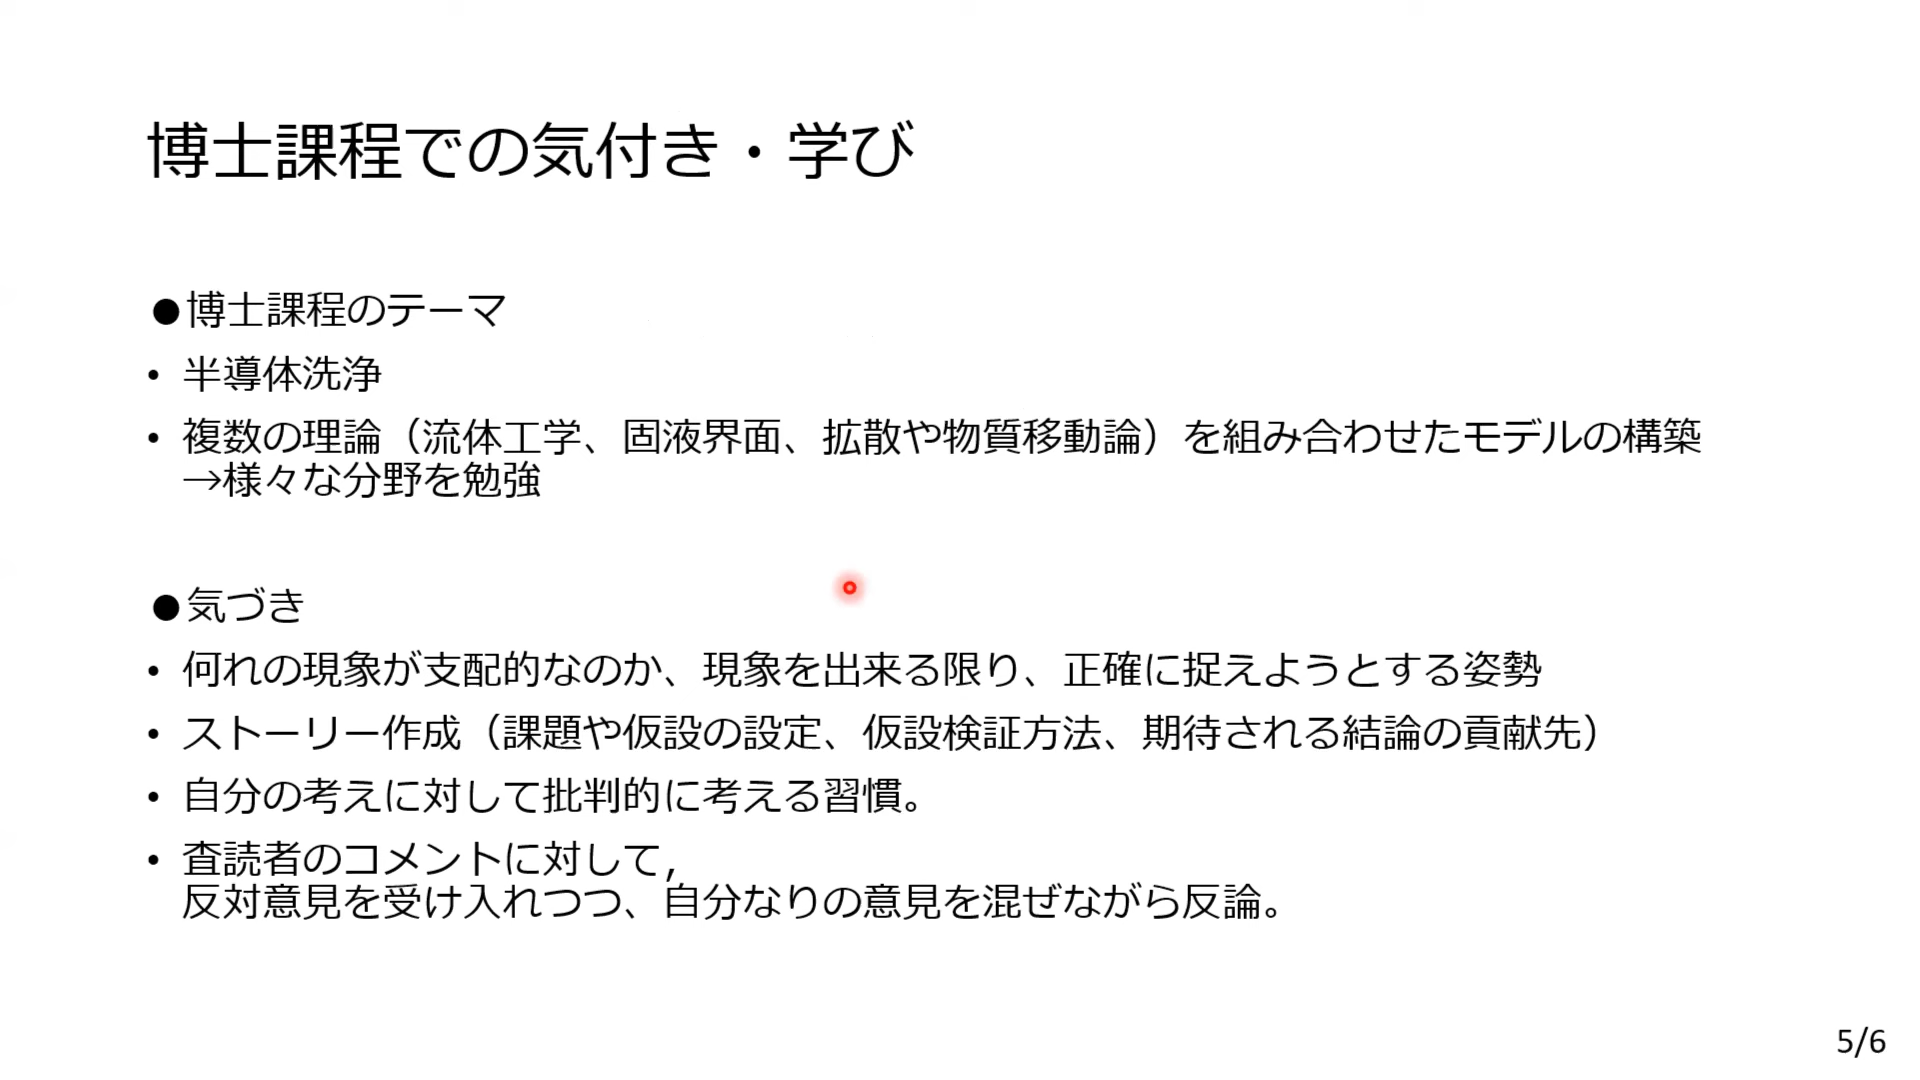 博士課程での気付き・学び
●博士課程のテーマ
• 半導体洗浄
• 複数の理論（流体工学、固液界面、拡散や物質移動論）を組み合わせたモデルの構築
→様々な分野を勉強
●気づき
• 何れの現象が支配的なのか、現象を出来る限り、正確に捉えようとする姿勢
• ストーリー作成（課題や仮設の設定、仮設検証方法、期待される結論の貢献先）
• 自分の考えに対して批判的に考える習慣。
• 査読者のコメントに対して,
反対意見を受け入れつつ、自分なりの意見を混ぜながら反論。
5/6